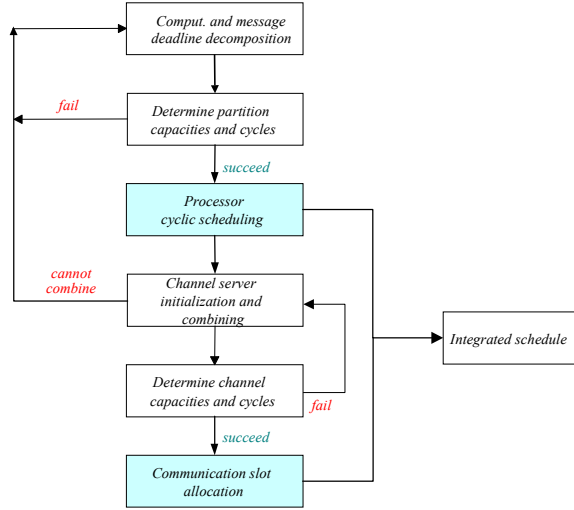 Comput. and message
deadline decomposition
fail
Determine partition
capacities and cycles
succeed
Processor
cyclic scheduling
cannot
combine
Channel server
initialization and
combining
Integrated schedule
Determine channel
capacities and cycles
fail
succeed
Communication slot
allocation